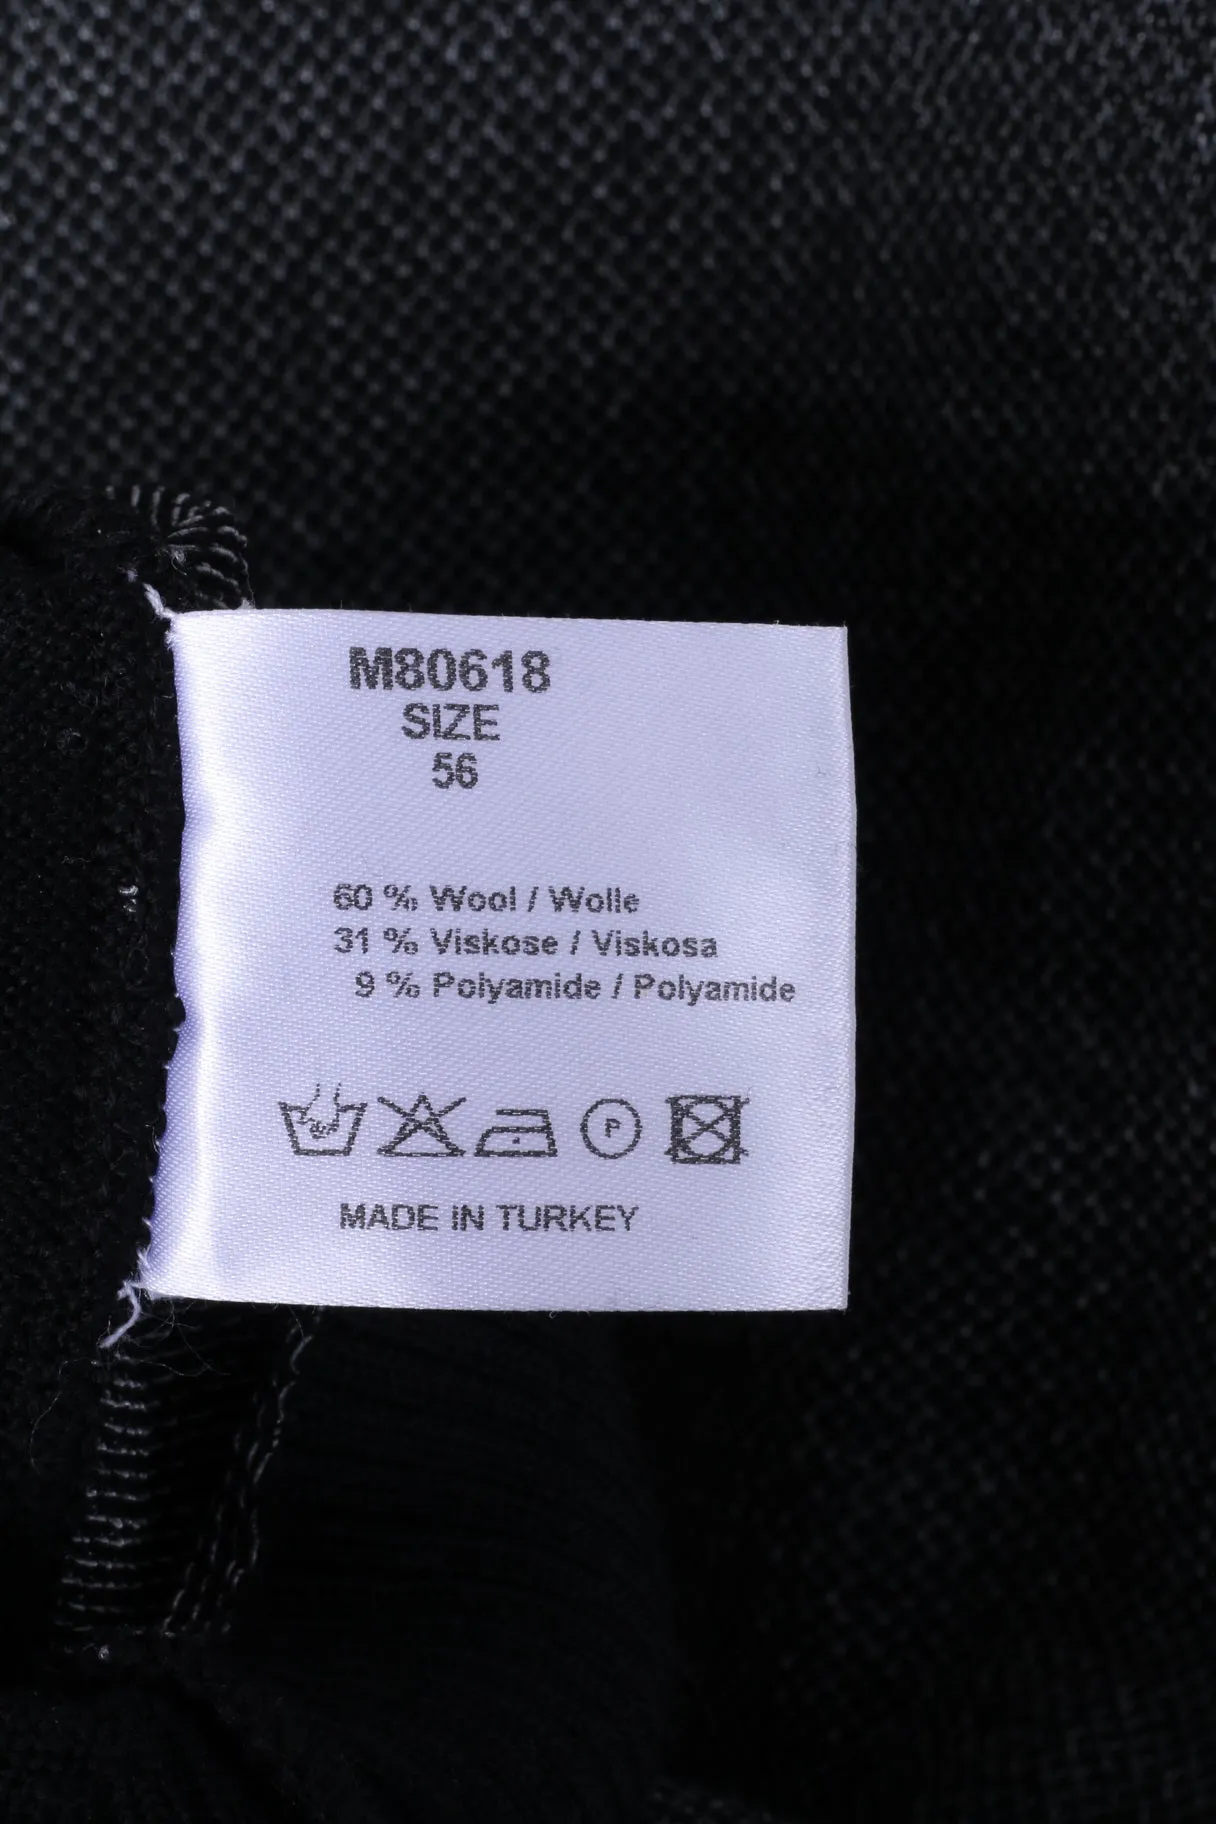 M80618
SIZE
56
60 % Wool / Wolle
31 % Viskose / Viskosa
9 % Polyamide / Polyamide
P
MADE IN TURKEY